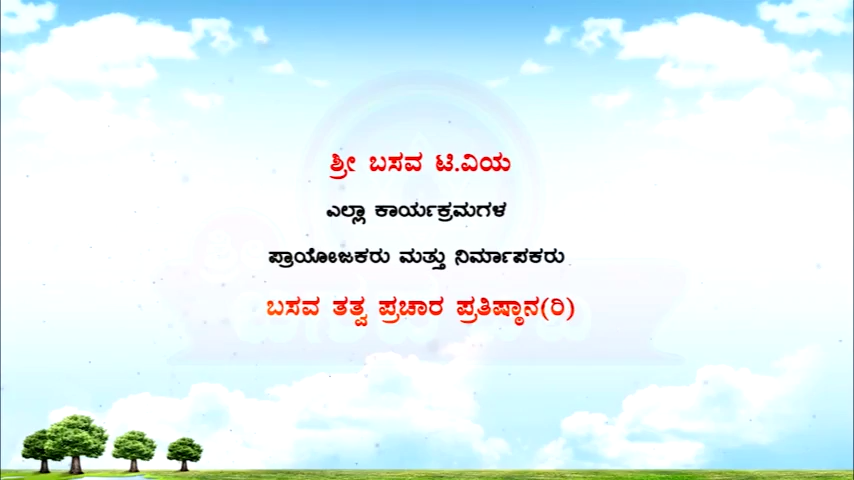 ಶ್ರೀ ಬಸವ ಟಿ.ವಿಯ
ಎಲ್ಲಾ ಕಾರ್ಯಕ್ರಮಗಳ
ಪ್ರಾಯೋಜಕರು ಮತ್ತು ನಿರ್ಮಾಪಕರು
ಬಸವ ತತ್ವ ಪ್ರಚಾರ ಪ್ರತಿಷ್ಠಾನ(ರಿ)